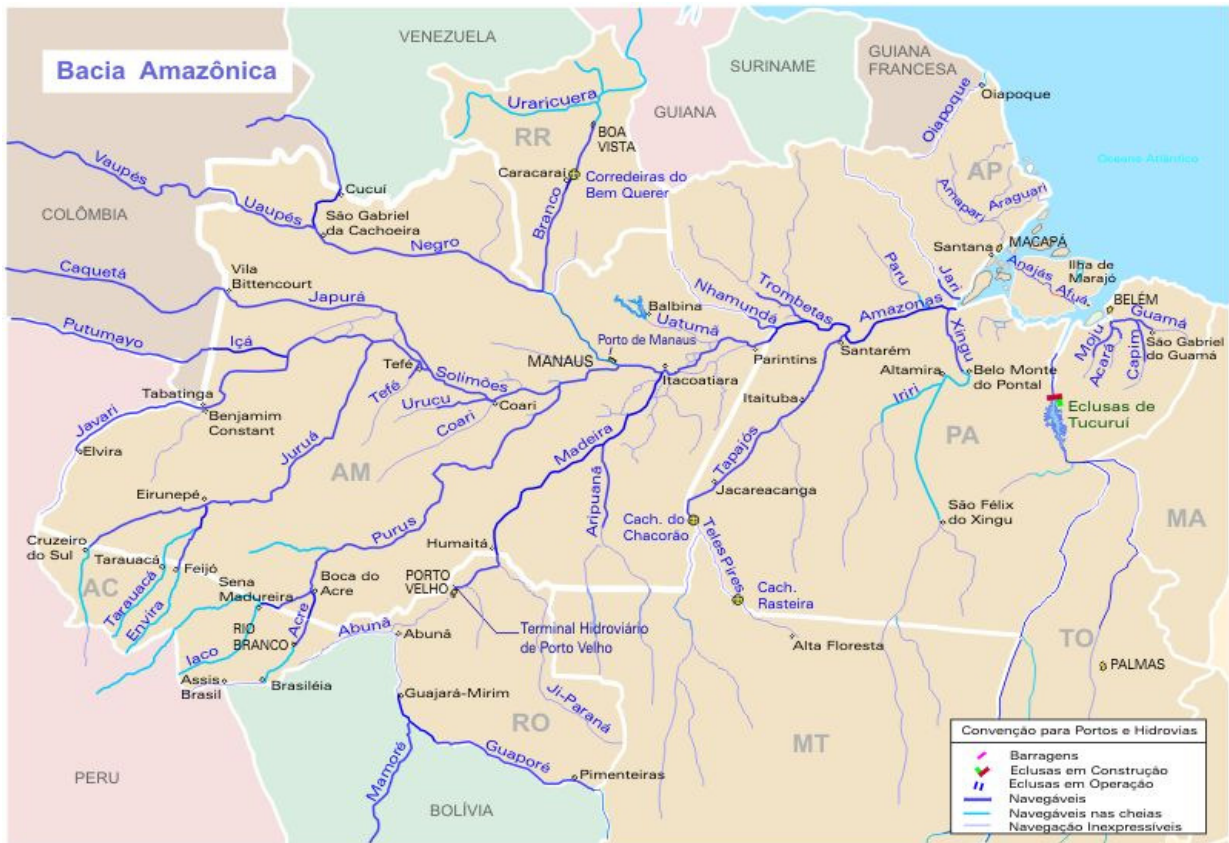 Bacia Amazônica
VENEZUELA
SURINAME
GUIANA
FRANCESA
GUIANA
COLÔMBIA
PERU
BOLÍVIA
Oceano Atlântico
RR
AP
AM
PA
MA
AC
RO
MT
TO
Uraricuera
BOA
VISTA
Caracaraí
Corredeiras do
Bem Querer
Branco
Oiapoque
Oiapoque
Amapari
Araguari
Santana
MACAPÁ
Anajás
Afuá
Ilha de
Marajó
BELÉM
Guamá
São Gabriel
do Guamá
Moju
Acará
Capim
Eclusas de
Tucuruí
Vaupés
Uaupés
Cucuí
São Gabriel
da Cachoeira
Negro
Caquetá
Vila
Bittencourt
Japurá
Putumayo
Içá
Tefé
Tefé
Solimões
Urucu
Coari
Coari
MANAUS
Porto de Manaus
Balbina
Uatumã
Nhamundá
Trombetas
Paru
Jari
Amazonas
Xingu
Itacoatiara
Parintins
Santarém
Altamira
Belo Monte
do Pontal
Iriri
Itaituba
Tapajós
Jacareacanga
São Félix
do Xingu
Cach. do
Chacorão
Teles Pires
Cach.
Rasteira
Alta Floresta
PALMAS
Tabatinga
Benjamim
Constant
Javari
Elvira
Juruá
Eirunepé
Cruzeiro
do Sul
Tarauacá
Tarauacá
Feijó
Envira
Sena
Madureira
Purus
Boca do
Acre
RIO
BRANCO
Acre
Iaco
Assis
Brasil
Brasiléia
Madeira
Aripuanã
Humaitá
PORTO
VELHO
Abunã
Abunã
Terminal Hidroviário
de Porto Velho
Guajará-Mirim
Ji-Paraná
Mamoré
Guaporé
Pimenteiras
Convenção para Portos e Hidrovias
Barragens
Eclusas em Construção
Eclusas em Operação
Navegáveis
Navegáveis nas cheias
Navegação Inexpressíveis